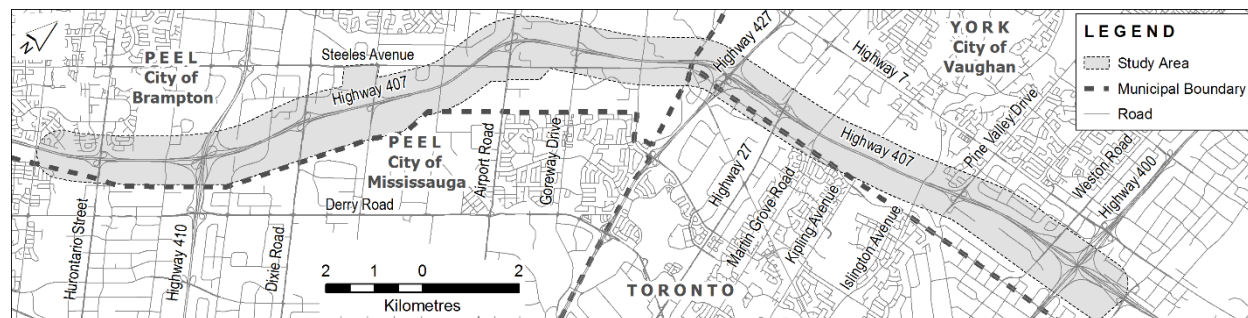 N
PEEL
City of
Brampton
Steeles Avenue
Highway 407
Highway 427
Highway 7
YORK
City of
Vaughan
LEGEND
Study Area
Municipal Boundary
Road
PEEL
City of
Mississauga
Airport Road
Goreway Drive
Derry Road
Hurontario Street
Highway 410
Dixie Road
Highway 27
Martin Grove Road
Kipling Avenue
Islington Avenue
Highway 407
Pine Valley Drive
Weston Road
Highway 400
TORONTO
2 1 0 2
Kilometres